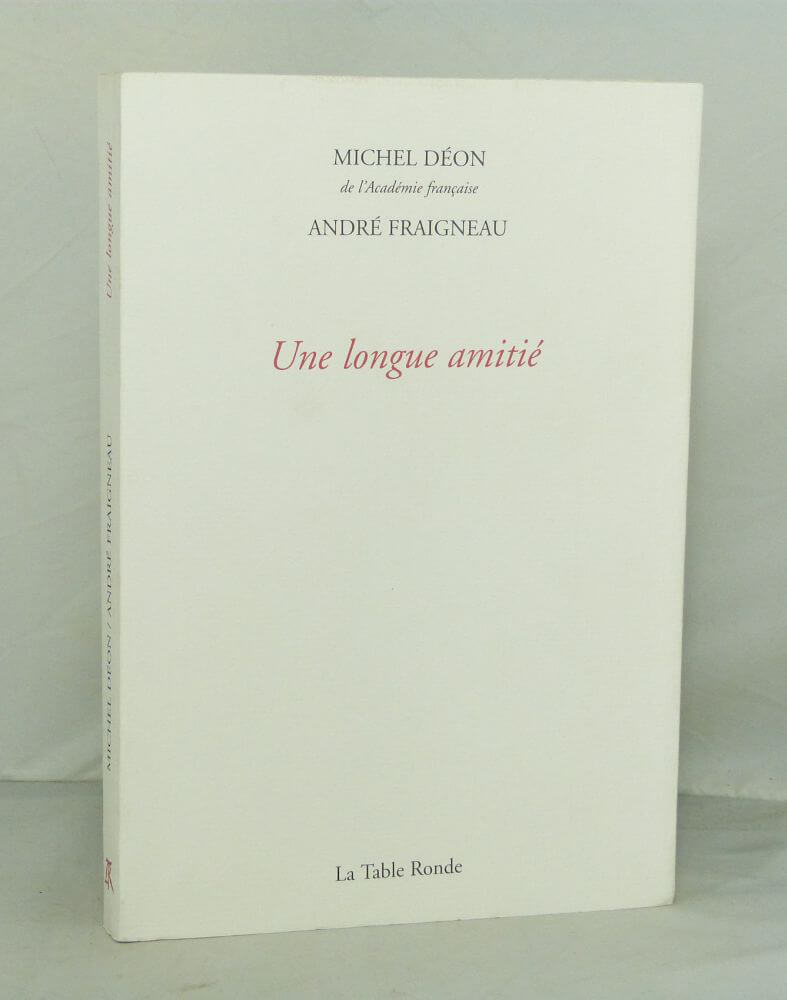 MICHEL DÉON
de l'Académie française
ANDRÉ FRAIGNEAU
Une longue amitié
La Table Ronde
Une longue amitié
MICHEL DÉON / ANDRÉ FRAIGNEAU